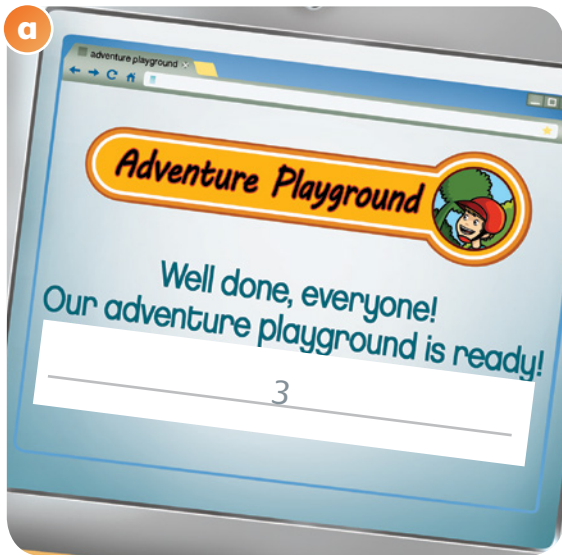 a
adventure playground
Adventure Playground
Well done, everyone!
Our adventure playground is ready!
3